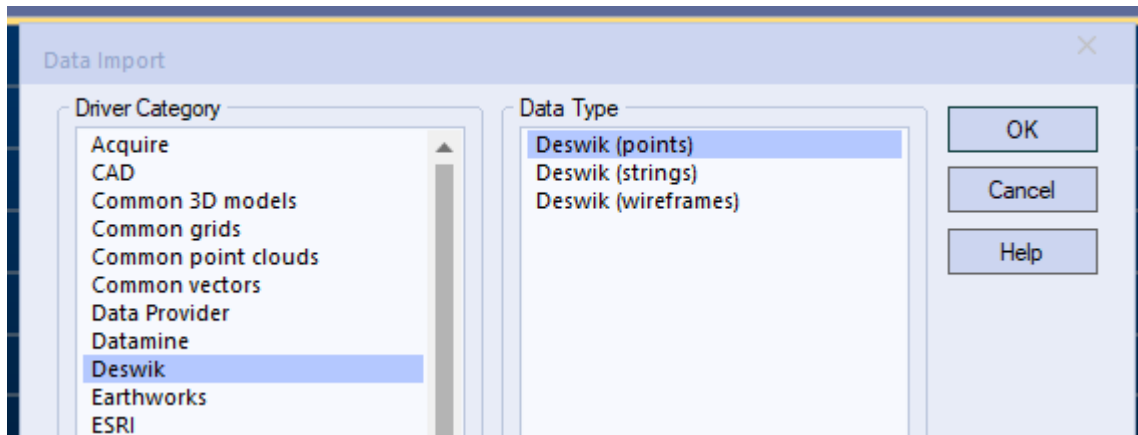 Data Import
Driver Category
Acquire
CAD
Common 3D models
Common grids
Common point clouds
Common vectors
Data Provider
Datamine
Deswik
Earthworks
ESRI
Data Type
Deswik (points)
Deswik (strings)
Deswik (wireframes)
OK
Cancel
Help